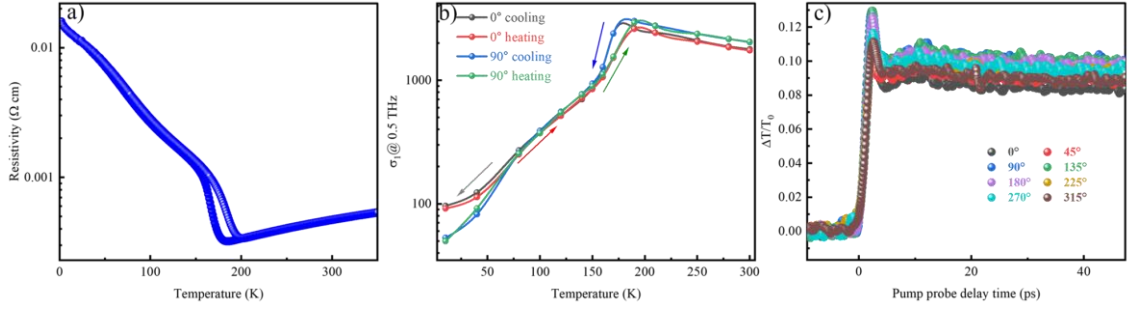 a)
Resistivity (Ω cm)
0.01
0.001
0 100 200 300
Temperature (K)
b)
0° cooling
0° heating
90° cooling
90° heating
σ1@ 0.5 THz
1000
100
50 100 150 200 250 300
Temperature (K)
c)
ΔT/T0
0.12
0.10
0.08
0.06
0.04
0.02
0.00
0° 45°
90° 135°
180° 225°
270° 315°
0 20 40
Pump probe delay time (ps)